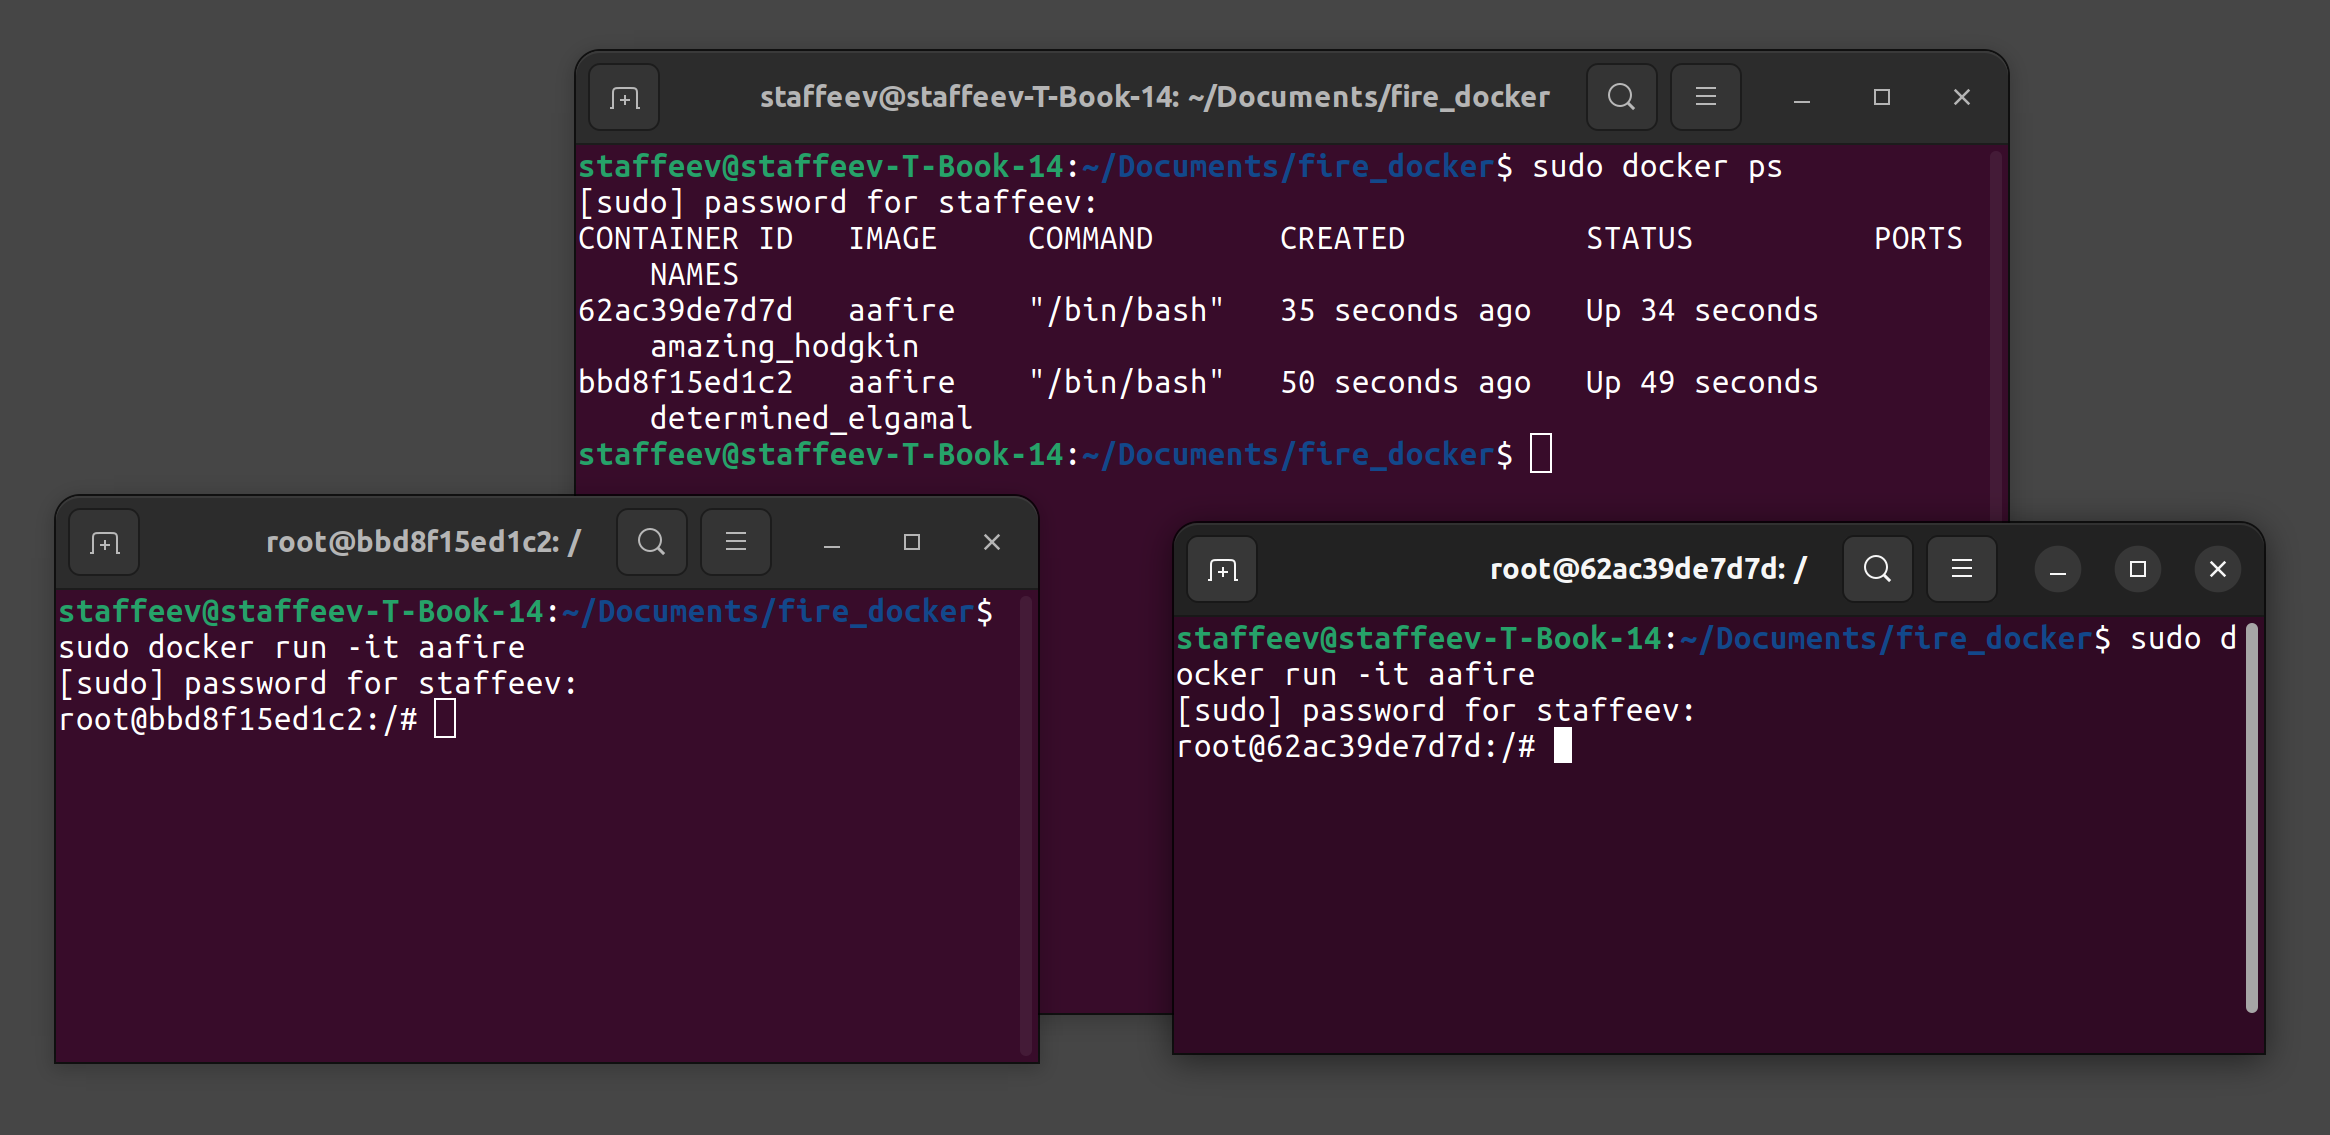 staffeev@staffeev-T-Book-14: ~/Documents/fire_docker
staffeev@staffeev-T-Book-14:~/Documents/fire_docker$ sudo docker ps
[sudo] password for staffeev:
CONTAINER ID   IMAGE     COMMAND       CREATED          STATUS          PORTS
    NAMES
62ac39de7d7d   aafire    "/bin/bash"   35 seconds ago   Up 34 seconds
    amazing_hodgkin
bbd8f15ed1c2   aafire    "/bin/bash"   50 seconds ago   Up 49 seconds
    determined_elgamal
staffeev@staffeev-T-Book-14:~/Documents/fire_docker$
root@bbd8f15ed1c2: /
staffeev@staffeev-T-Book-14:~/Documents/fire_docker$
sudo docker run -it aafire
[sudo] password for staffeev:
root@bbd8f15ed1c2:/#
root@62ac39de7d7d: /
staffeev@staffeev-T-Book-14:~/Documents/fire_docker$ sudo d
ocker run -it aafire
[sudo] password for staffeev:
root@62ac39de7d7d:/#